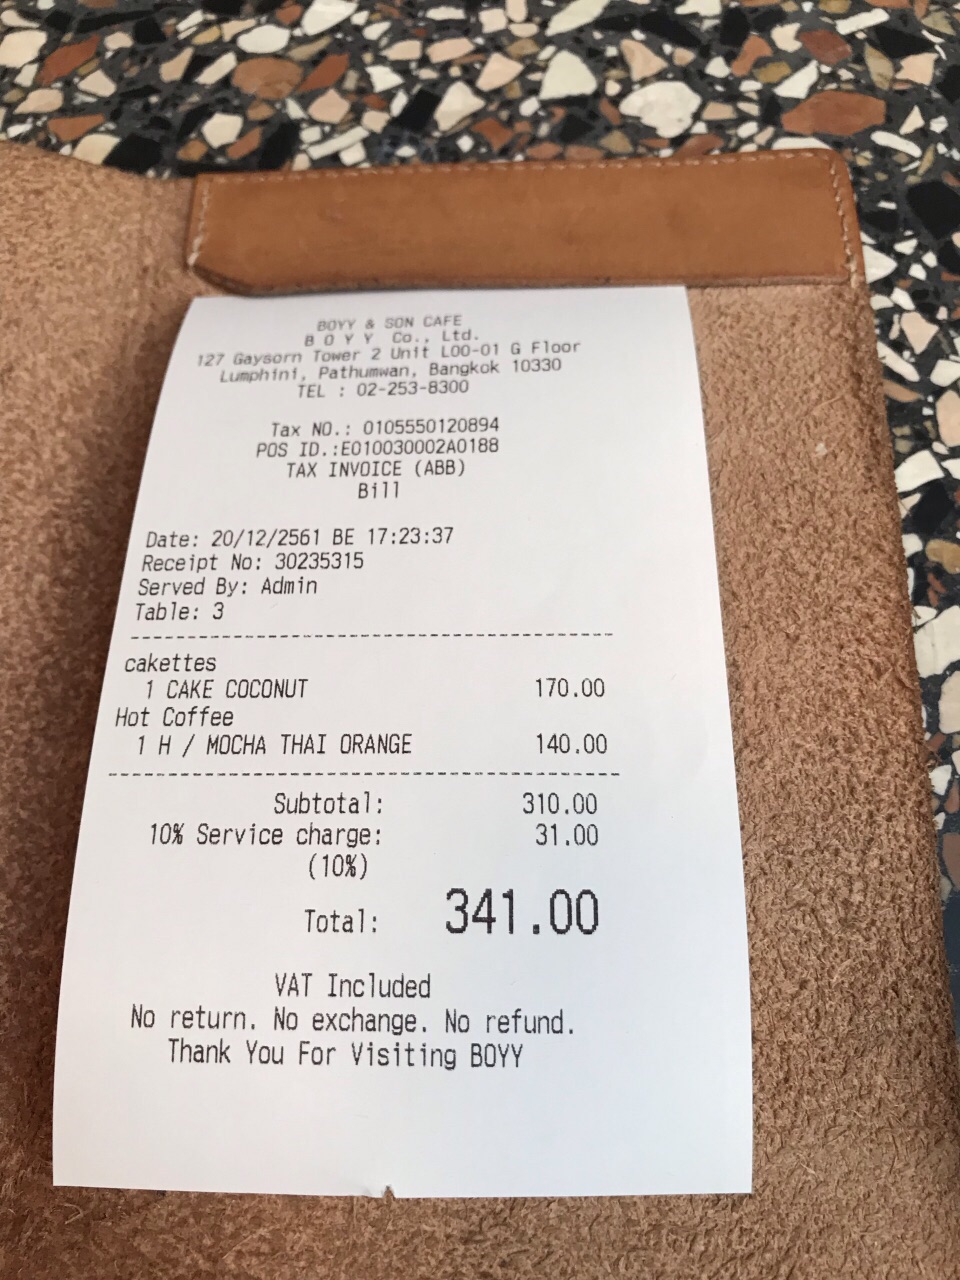 BOYY & SON CAFE
B O Y Y Co., Ltd.
127 Gaysorn Tower 2 Unit L00-01 G Floor
Lumphini, Pathumwan, Bangkok 10330
TEL : 02-253-8300
Tax NO.: 0105550120894
POS ID.:E010030002A0188
TAX INVOICE (ABB)
Bill
Date: 20/12/2561 BE 17:23:37
Receipt No: 30235315
Served By: Admin
Table: 3
cakettes
1 CAKE COCONUT 170.00
Hot Coffee
1 H / MOCHA THAI ORANGE 140.00
Subtotal: 310.00
10% Service charge: 31.00
(10%)
Total: 341.00
VAT Included
No return. No exchange. No refund.
Thank You For Visiting BOYY